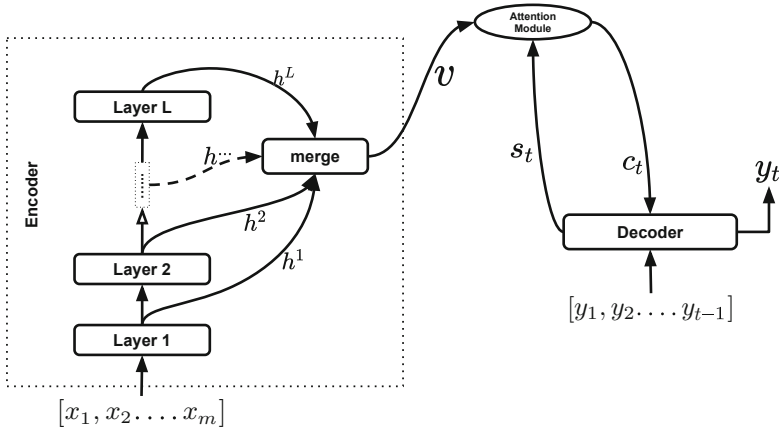 Attention
Module
Layer L
h^L
v
merge
h^{...}
s_t
c_t
y_t
Encoder
h^2
Layer 2
h^1
Decoder
Layer 1
[y_1, y_2 .... y_{t−1}]
[x_1, x_2 .... x_m]